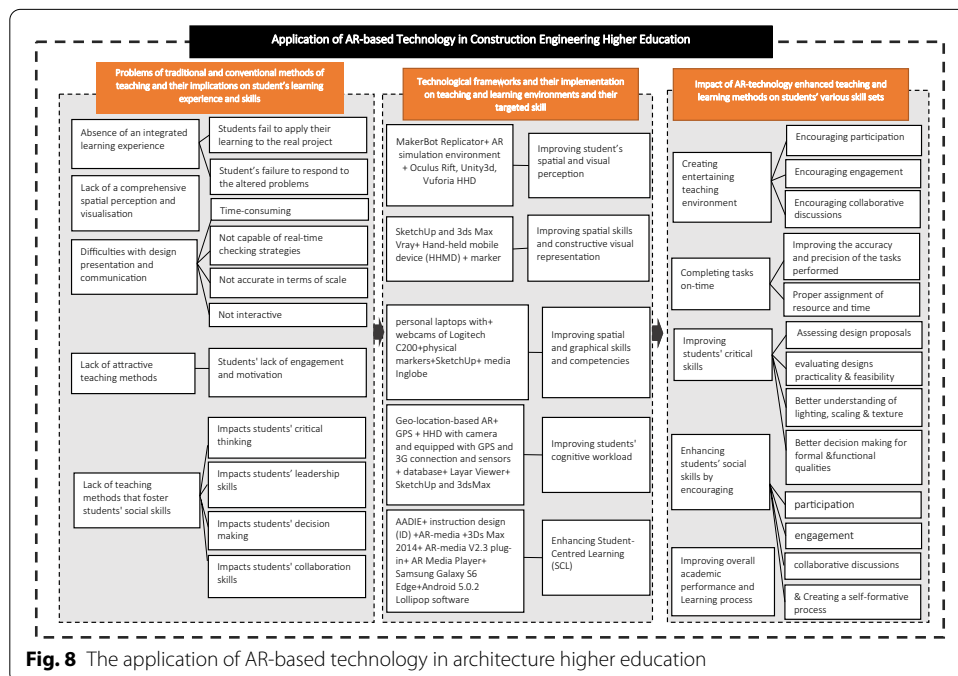 Application of AR-based Technology in Construction Engineering Higher Education
Problems of traditional and conventional methods of
teaching and their implications on student's learning
experience and skills
Absence of an integrated
learning experience
Students fail to apply their
learning to the real project
Student's failure to respond to
the altered problems
Lack of a comprehensive
spatial perception and
visualisation
Difficulties with design
presentation and
communication
Time-consuming
Not capable of real-time
checking strategies
Not accurate in terms of scale
Not interactive
Lack of attractive
teaching methods
Students' lack of engagement
and motivation
Lack of teaching
methods that foster
students' social skills
Impacts students' critical
thinking
Impacts students' leadership
skills
Impacts students' decision
making
Impacts students' collaboration
skills
Technological frameworks and their implementation
on teaching and learning environments and their
targeted skill
MakerBot Replicator+ AR
simulation environment
+ Oculus Rift, Unity3d,
Vuforia HHD
Improving student's
spatial and visual
perception
SketchUp and 3ds Max
Vray+ Hand-held mobile
device (HHMD) + marker
Improving spatial skills
and constructive visual
representation
personal laptops with+
webcams of Logitech
C200+physical
markers+SketchUp+ media
Inglobe
Improving spatial
and graphical skills
and competencies
Geo-location-based AR+
GPS + HHD with camera
and equipped with GPS and
3G connection and sensors
+ database+ Layar Viewer+
SketchUp and 3dsMax
Improving students'
cognitive workload
AADIE+ instruction design
(ID) +AR-media +3Ds Max
2014+ AR-media V2.3 plug-
in+ AR Media Player+
Samsung Galaxy S6
Edge+Android 5.0.2
Lollipop software
Enhancing Student-
Centred Learning
(SCL)
Impact of AR-technology enhanced teaching and
learning methods on students' various skill sets
Creating
entertaining
teaching
environment
Encouraging participation
Encouraging engagement
Encouraging collaborative
discussions
Completing tasks
on-time
Improving the accuracy
and precision of the tasks
performed
Proper assignment of
resource and time
Improving
students' critical
skills
Assessing design proposals
evaluating designs
practicality & feasibility
Better understanding of
lighting, scaling & texture
Better decision making for
formal &functional
qualities
Enhancing
students' social
skills by
encouraging
participation
engagement
collaborative discussions
& Creating a self-formative
process
Improving overall
academic
performance and
Learning process
Fig. 8 The application of AR-based technology in architecture higher education